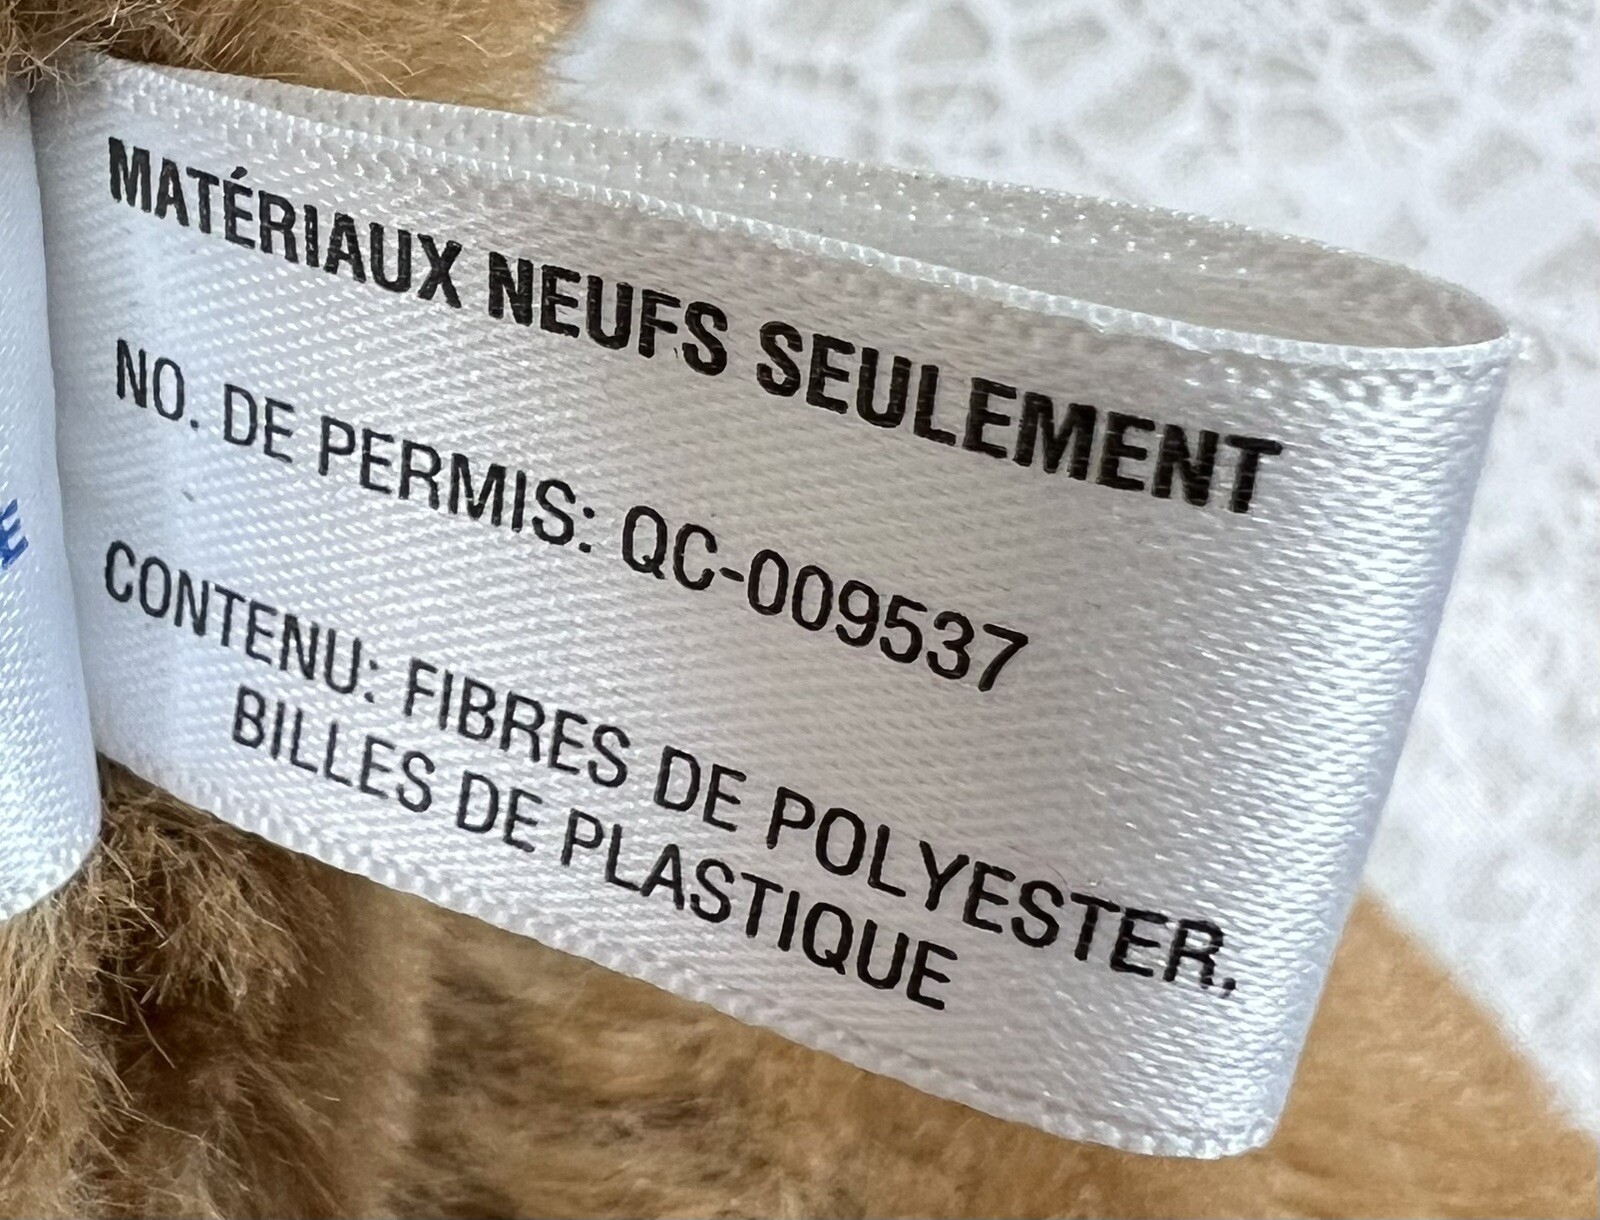 MATÉRIAUX NEUFS SEULEMENT
NO. DE PERMIS: QC-009537
CONTENU: FIBRES DE POLYESTER,
BILLES DE PLASTIQUE